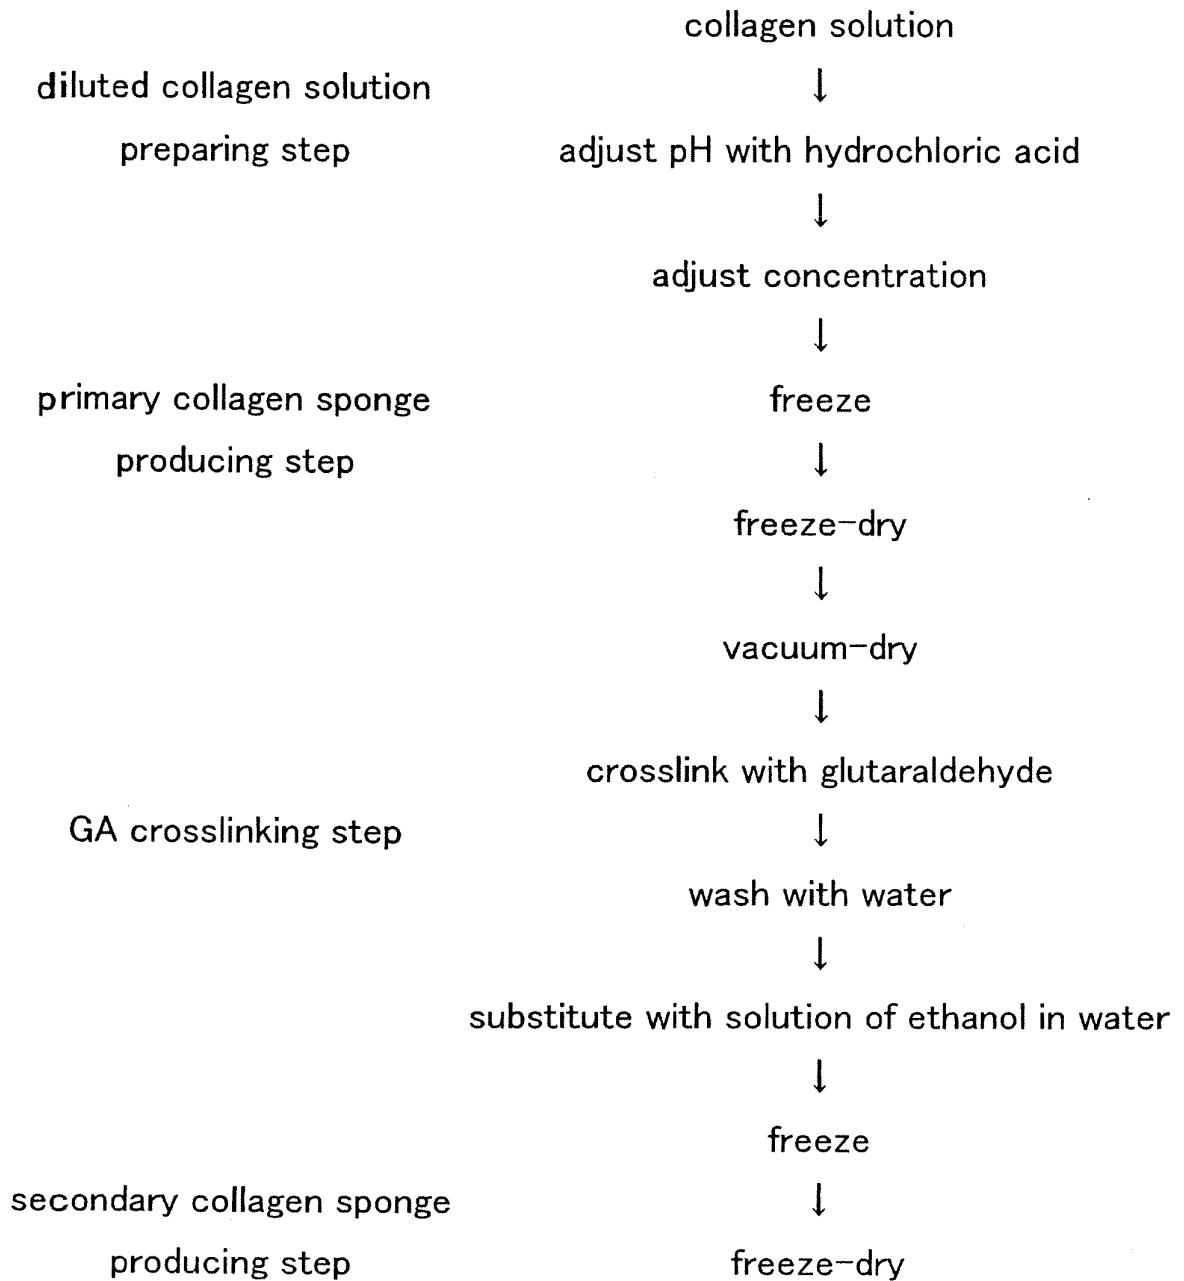 collagen solution
diluted collagen solution
↓
preparing step
adjust pH with hydrochloric acid
↓
adjust concentration
↓
primary collagen sponge
freeze
producing step
↓
freeze-dry
↓
vacuum-dry
↓
crosslink with glutaraldehyde
GA crosslinking step
↓
wash with water
↓
substitute with solution of ethanol in water
↓
freeze
secondary collagen sponge
↓
producing step
freeze-dry